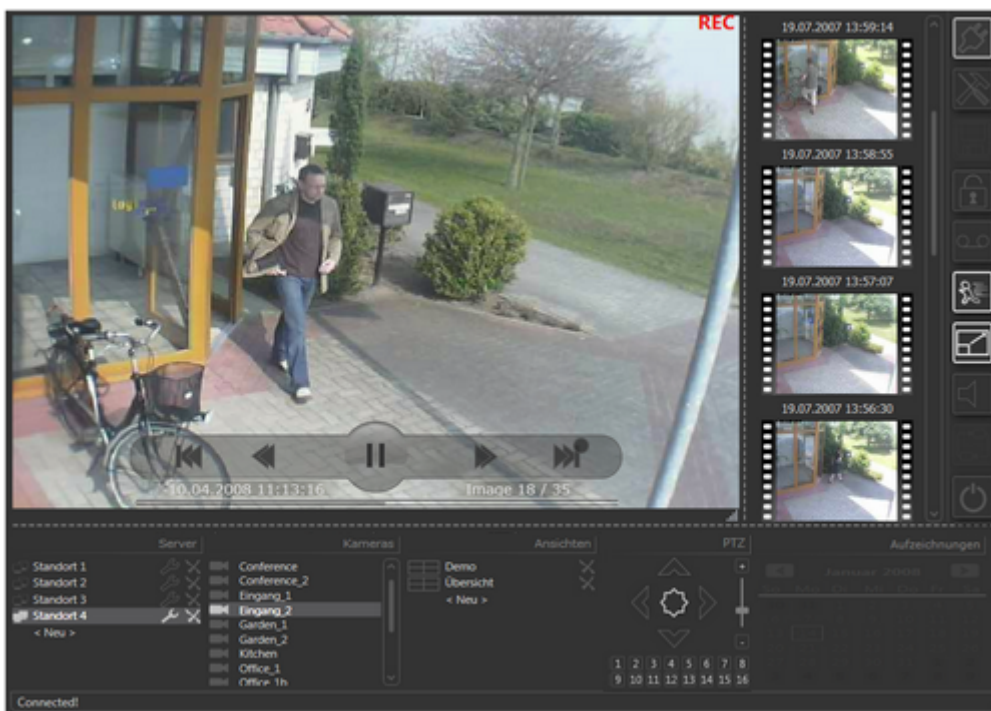 REC
19.07.2007 13:59:14
19.07.2007 13:58:55
19.07.2007 13:57:07
19.07.2007 13:56:30
10.04.2008 11:13:16
Image 18 / 35
Server
Kameras
Ansichten
PTZ
Aufzeichnungen
Standort 1
Standort 2
Standort 3
Standort 4
< Neu >
Conference
Conference_2
Eingang_1
Eingang_2
Garden_1
Garden_2
Kitchen
Office_1
Office_1b
Demo
Übersicht
< Neu >
+
-
1 2 3 4 5 6 7 8
9 10 11 12 13 14 15 16
Januar 2008
Connected!